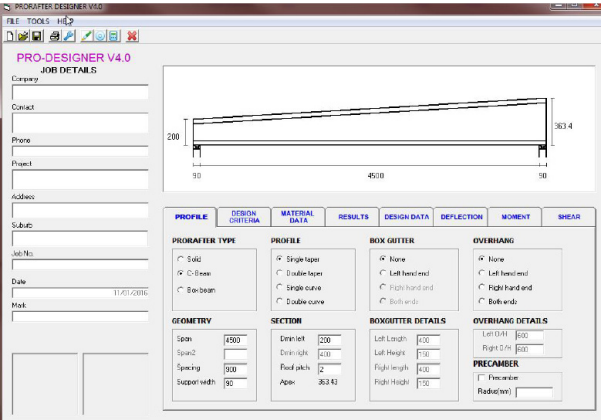 PRORAFTER DESIGNER V4.0
FILE TOOLS HELP
PRO-DESIGNER V4.0
JOB DETAILS
Company
Contact
Phone
Project
Address
Suburb
Job No.
Date
11/01/2016
Mark
200
363.4
90 4500 90
PROFILE DESIGN CRITERIA MATERIAL DATA RESULTS DESIGN DATA DEFLECTION MOMENT SHEAR
PRORAFTER TYPE
Solid
C-Beam
Box beam
PROFILE
Single taper
Double taper
Single curve
Double curve
BOX GUTTER
None
Left hand end
Right hand end
Both ends
OVERHANG
None
Left hand end
Right hand end
Both ends
GEOMETRY
Span 4500
Span2
Spacing 900
Support width 90
SECTION
Dmin left 200
Dmin right 400
Roof pitch 2
Apex 363.43
BOXGUTTER DETAILS
Left Length 400
Left Height 150
Right length 400
Right Height 150
OVERHANG DETAILS
Left O/H 600
Right O/H 600
PRECAMBER
Precamber
Radius(mm)